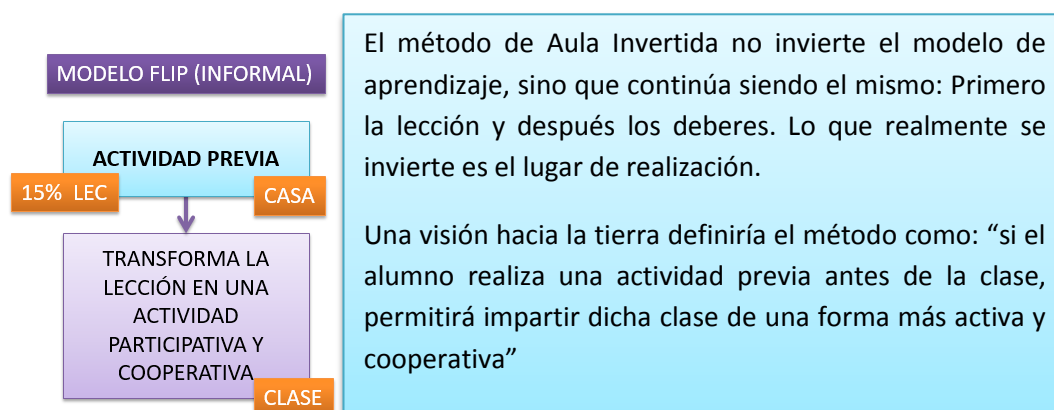 MODELO FLIP (INFORMAL)
ACTIVIDAD PREVIA
15% LEC
CASA
TRANSFORMA LA
LECCIÓN EN UNA
ACTIVIDAD
PARTICIPATIVA Y
COOPERATIVA
CLASE
El método de Aula Invertida no invierte el modelo de
aprendizaje, sino que continúa siendo el mismo: Primero
la lección y después los deberes. Lo que realmente se
invierte es el lugar de realización.
Una visión hacia la tierra definiría el método como: “si el
alumno realiza una actividad previa antes de la clase,
permitirá impartir dicha clase de una forma más activa y
cooperativa”